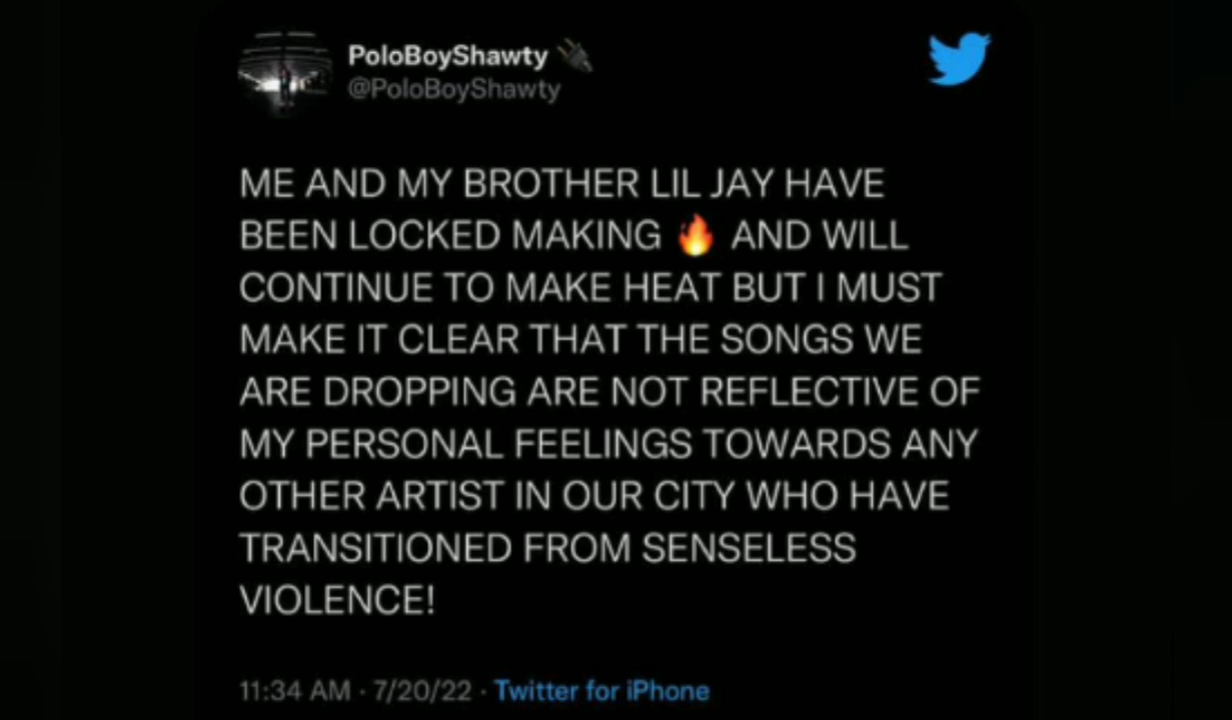 PoloBoyShawty 🔌
@PoloBoyShawty
ME AND MY BROTHER LIL JAY HAVE
BEEN LOCKED MAKING 🔥 AND WILL
CONTINUE TO MAKE HEAT BUT I MUST
MAKE IT CLEAR THAT THE SONGS WE
ARE DROPPING ARE NOT REFLECTIVE OF
MY PERSONAL FEELINGS TOWARDS ANY
OTHER ARTIST IN OUR CITY WHO HAVE
TRANSITIONED FROM SENSELESS
VIOLENCE!
11:34 AM · 7/20/22 · Twitter for iPhone